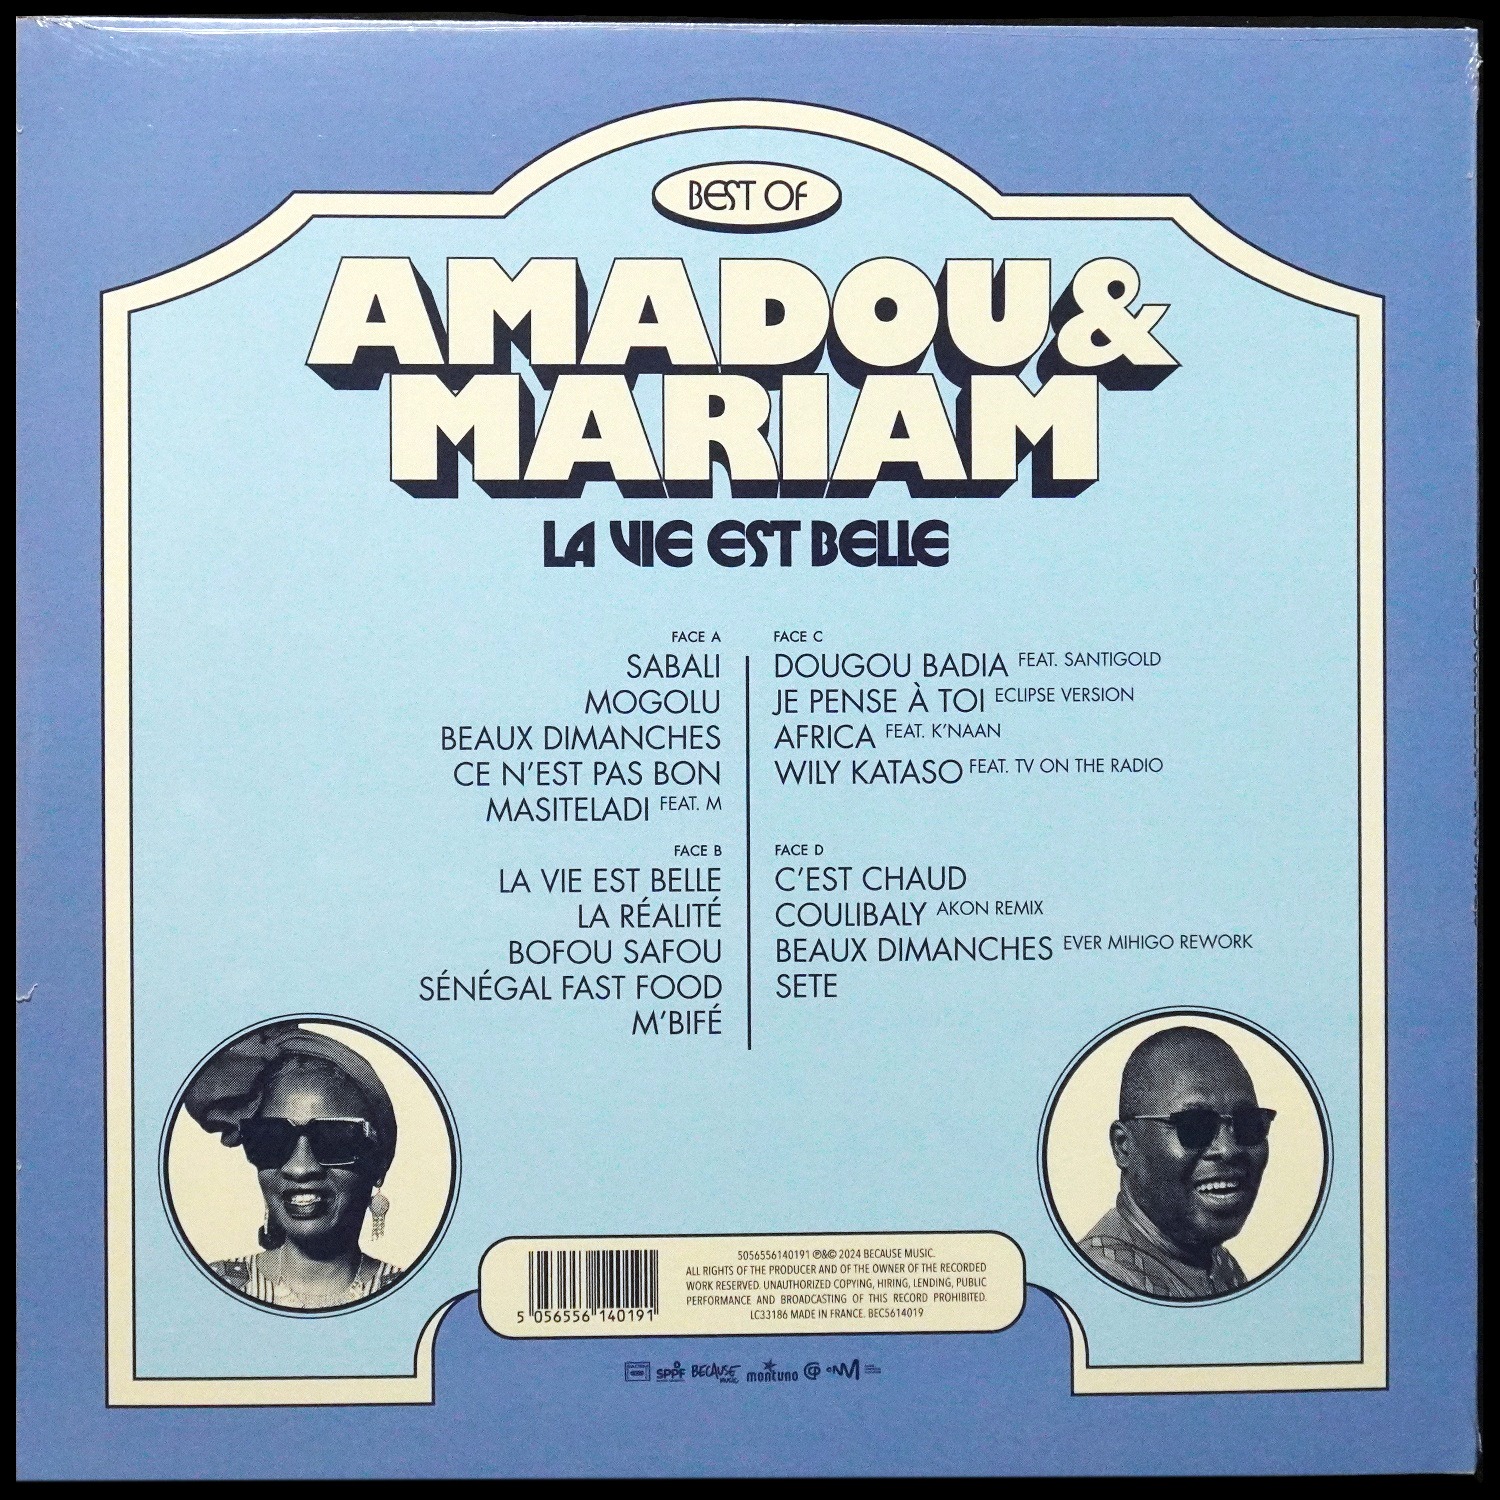 BEST OF
AMADOU &
MARIAM
LA VIE EST BELLE
FACE A
SABALI
MOGOLU
BEAUX DIMANCHES
CE N'EST PAS BON
MASITELADI FEAT. M
FACE B
LA VIE EST BELLE
LA RÉALITÉ
BOFOU SAFOU
SÉNÉGAL FAST FOOD
M'BIFÉ
FACE C
DOUGOU BADIA FEAT. SANTIGOLD
JE PENSE À TOI ECLIPSE VERSION
AFRICA FEAT. K'NAAN
WILY KATASO FEAT. TV ON THE RADIO
FACE D
C'EST CHAUD
COULIBALY AKON REMIX
BEAUX DIMANCHES EVER MIHIGO REWORK
SETE
5 056556 140191
5056556140191 ℗&© 2024 BECAUSE MUSIC.
ALL RIGHTS OF THE PRODUCER AND OF THE OWNER OF THE RECORDED
WORK RESERVED. UNAUTHORIZED COPYING, HIRING, LENDING, PUBLIC
PERFORMANCE AND BROADCASTING OF THIS RECORD PROHIBITED.
LC33186 MADE IN FRANCE. BEC5614019
SPPF BECAUSE MUSIC montuno CNM